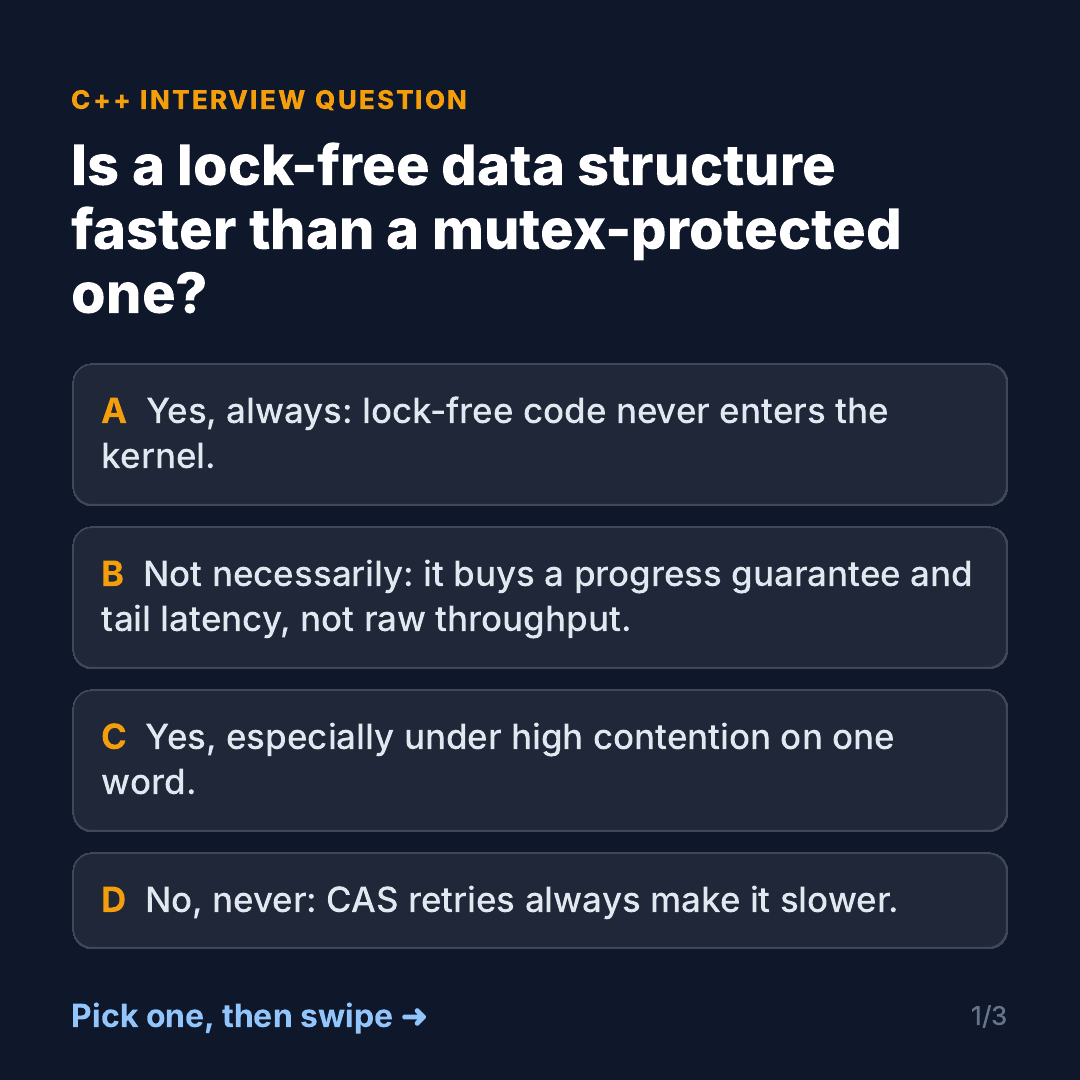 C++ INTERVIEW QUESTION
Is a lock-free data structure
faster than a mutex-protected
one?
A Yes, always: lock-free code never enters the
kernel.
B Not necessarily: it buys a progress guarantee and
tail latency, not raw throughput.
C Yes, especially under high contention on one
word.
D No, never: CAS retries always make it slower.
Pick one, then swipe ➜
1/3